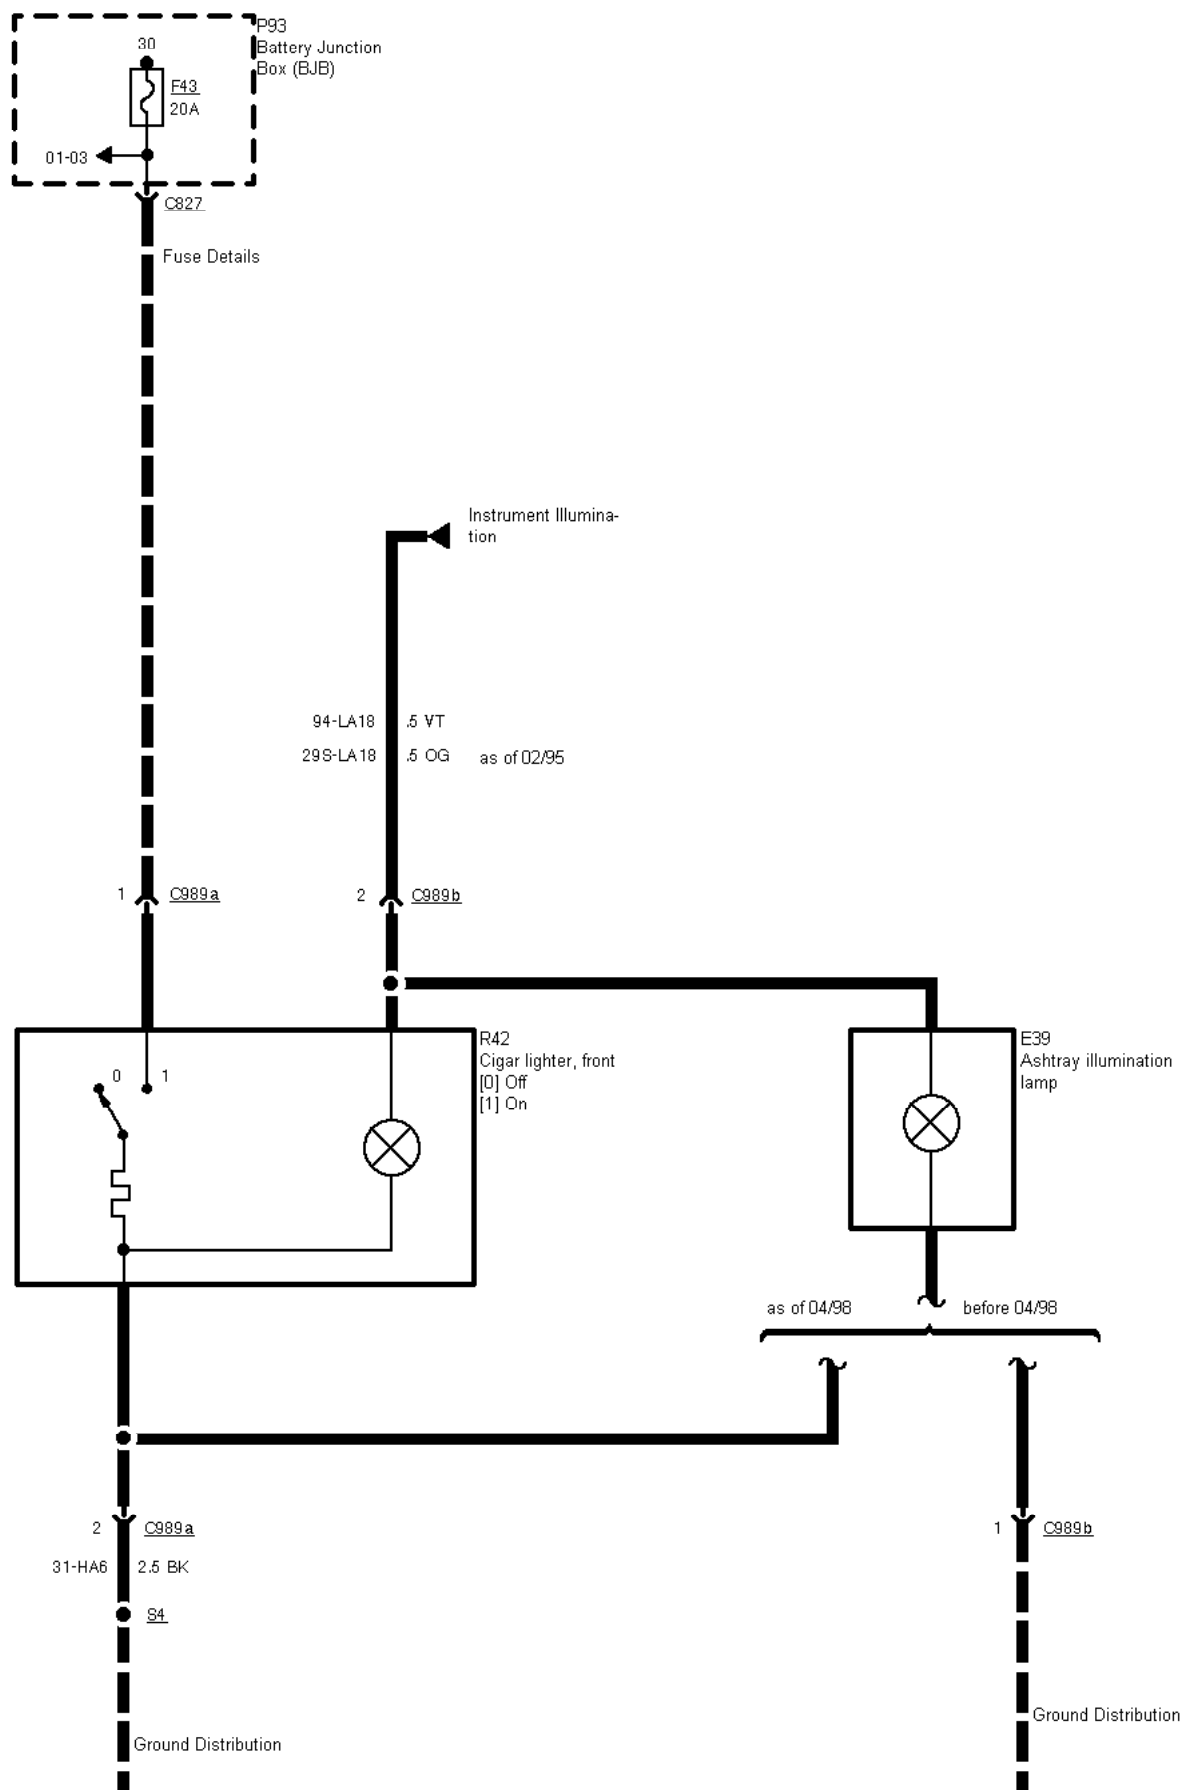 P93
Battery Junction
Box (BJB)
30
F43
20A
01-03
C827
Fuse Details
Instrument Illumina-
tion
94-LA18 .5 VT
29S-LA18 .5 OG as of 02/95
1 C989a
2 C989b
R42
Cigar lighter, front
[0] Off
[1] On
0 1
E39
Ashtray illumination
lamp
as of 04/98 before 04/98
2 C989a
31-HA6 2.5 BK
S4
1 C989b
Ground Distribution
Ground Distribution